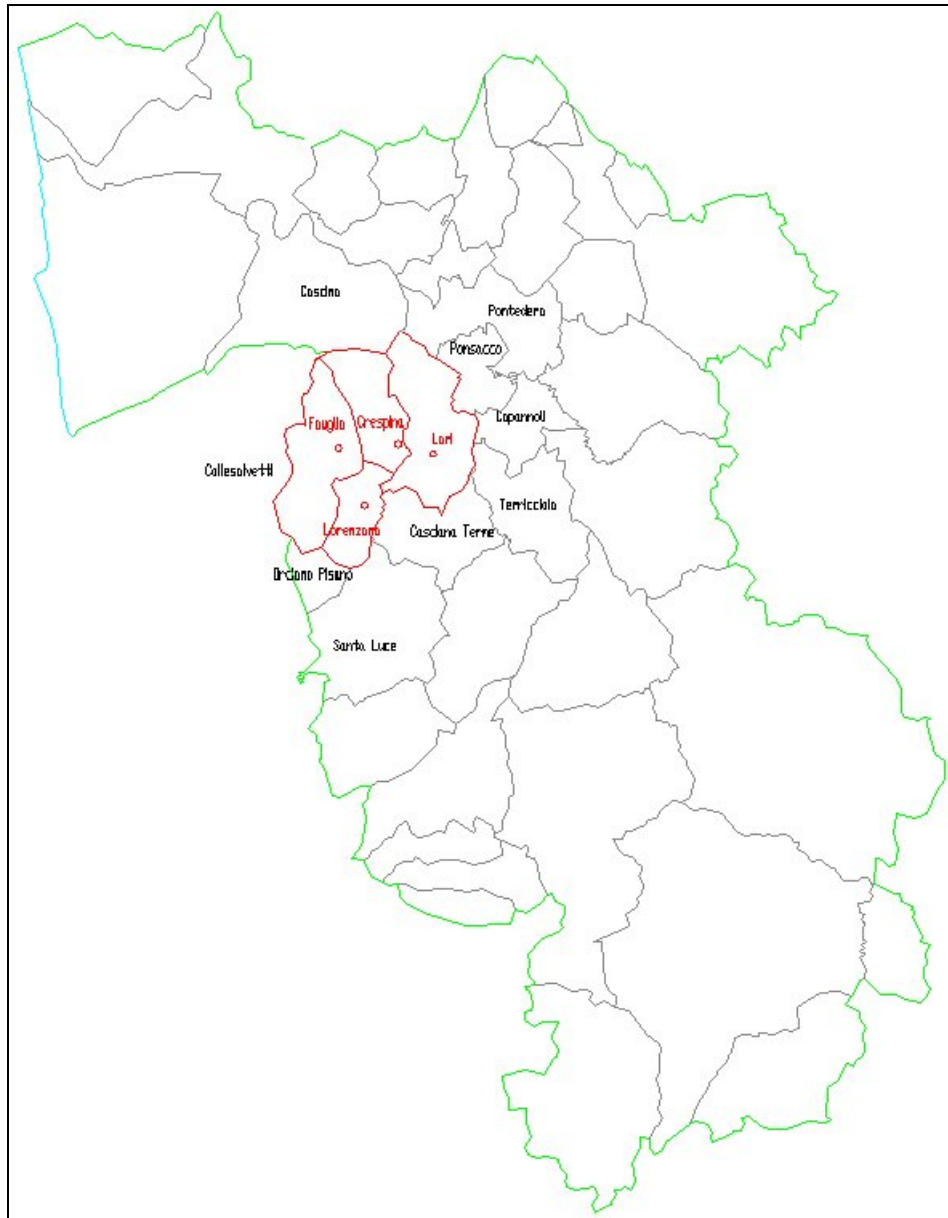 Cascina
Pontedera
Ponsacco
Fauglia
Crespina
Lari
Capannoli
Collesalvetti
Terricciola
Lorenzana
Casciana Terme
Orciano Pisano
Santa Luce